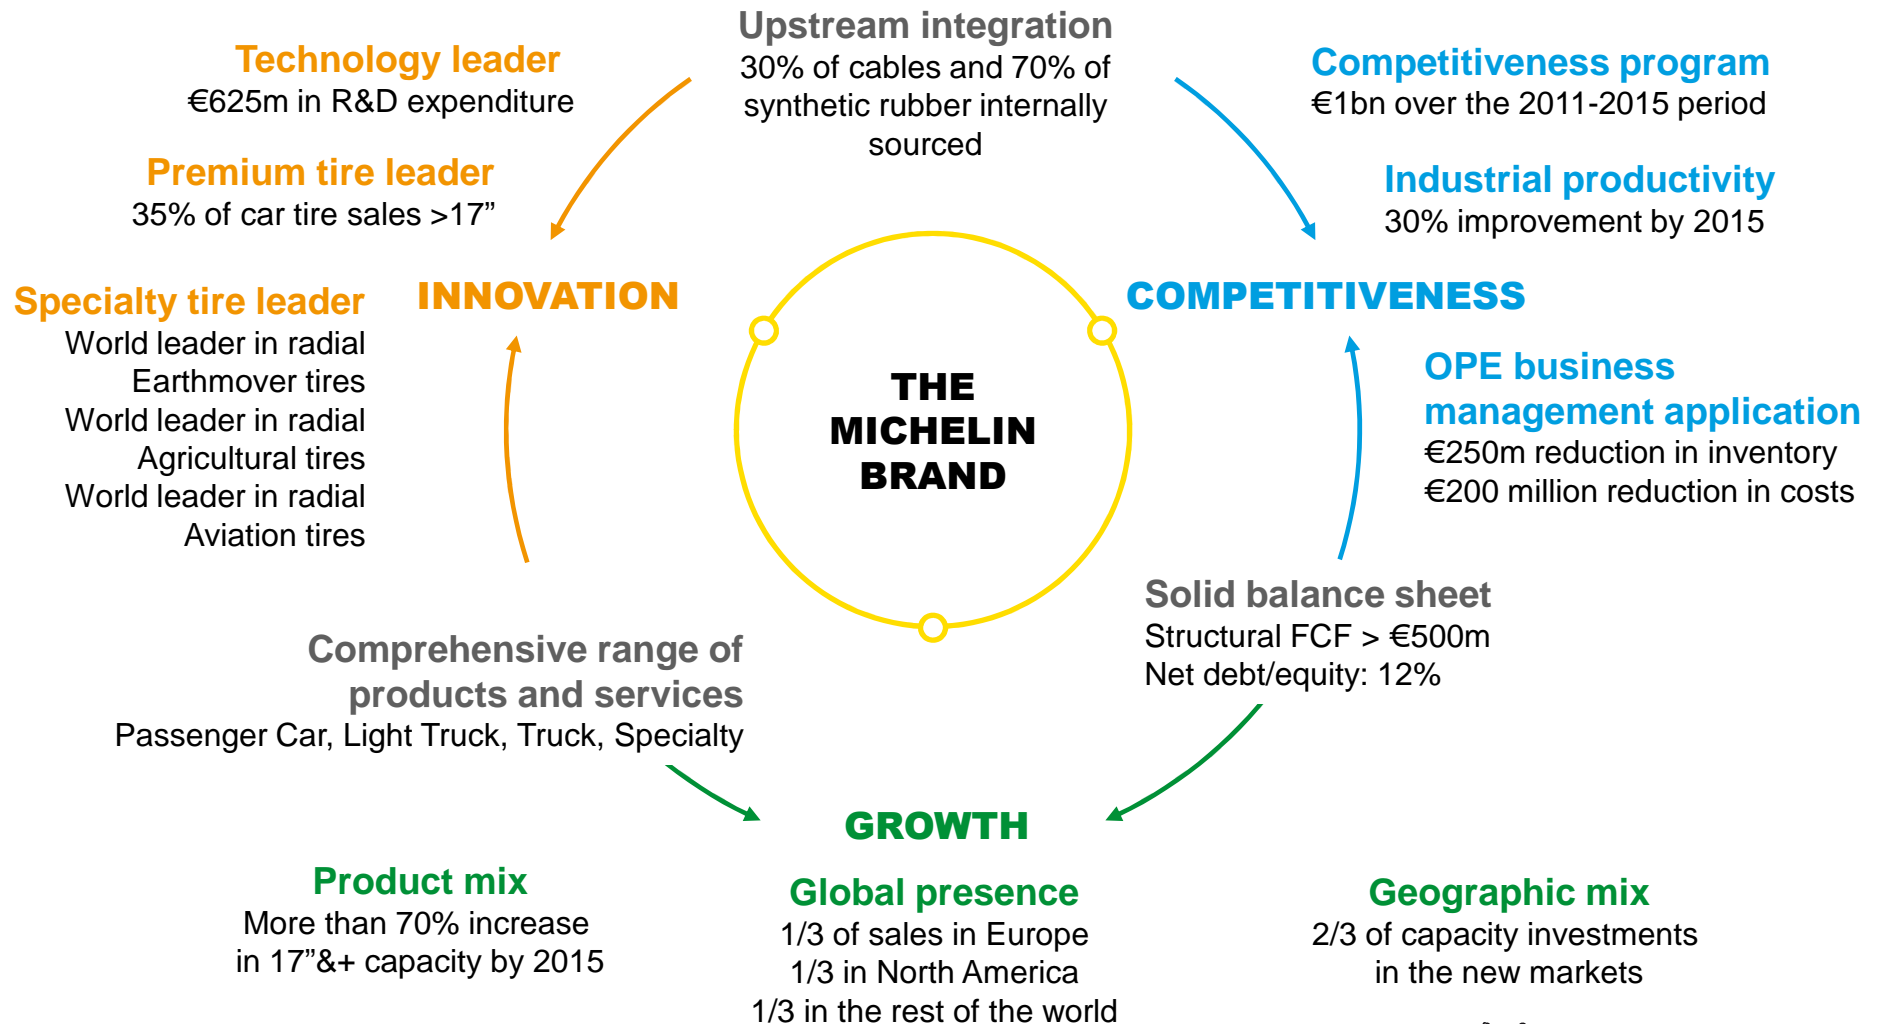 Upstream integration
30% of cables and 70% of
synthetic rubber internally
sourced
Technology leader
€625m in R&D expenditure
Premium tire leader
35% of car tire sales >17”
Competitiveness program
€1bn over the 2011-2015 period
Industrial productivity
30% improvement by 2015
INNOVATION
COMPETITIVENESS
Specialty tire leader
World leader in radial
Earthmover tires
World leader in radial
Agricultural tires
World leader in radial
Aviation tires
THE
MICHELIN
BRAND
OPE business
management application
€250m reduction in inventory
€200 million reduction in costs
Solid balance sheet
Structural FCF > €500m
Net debt/equity: 12%
Comprehensive range of
products and services
Passenger Car, Light Truck, Truck, Specialty
GROWTH
Product mix
More than 70% increase
in 17”&+ capacity by 2015
Global presence
1/3 of sales in Europe
1/3 in North America
1/3 in the rest of the world
Geographic mix
2/3 of capacity investments
in the new markets